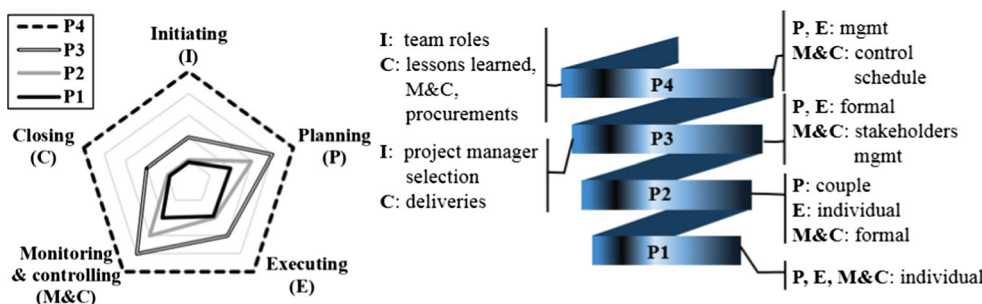 P4
P3
P2
P1
Initiating
(I)
Planning
(P)
Executing
(E)
Monitoring
& controlling
(M&C)
Closing
(C)
I: team roles
C: lessons learned,
M&C,
procurements
I: project manager
selection
C: deliveries
P4
P3
P2
P1
P, E: mgmt
M&C: control
schedule
P, E: formal
M&C: stakeholders
mgmt
P: couple
E: individual
M&C: formal
P, E, M&C: individual